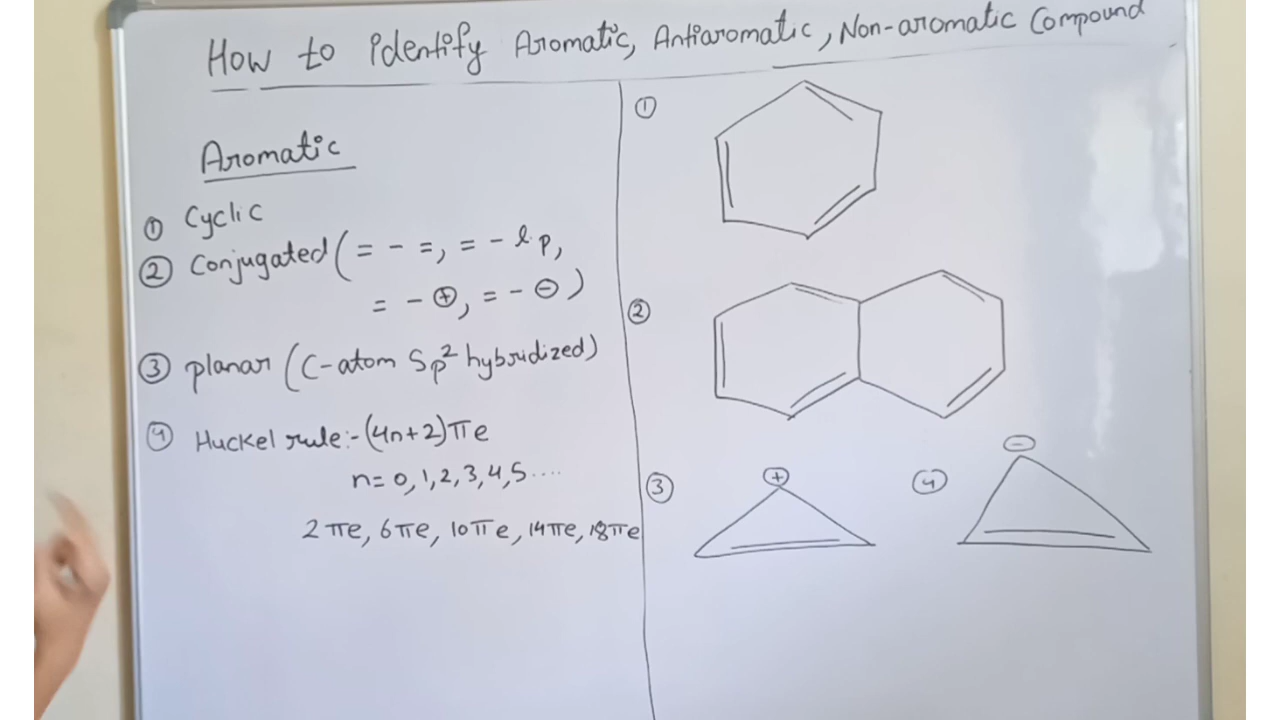 How to identify Aromatic, Antiaromatic, Non-aromatic Compound
Aromatic
① Cyclic
② Conjugated ( = - =, = - l.p,
= - ⊕, = - ⊖ )
③ planar (C-atom Sp² hybridized)
④ Huckel rule:- (4n+2)πe
n= 0, 1, 2, 3, 4, 5 ....
2πe, 6πe, 10πe, 14πe, 18πe
①
②
③ ⊕
④ ⊖